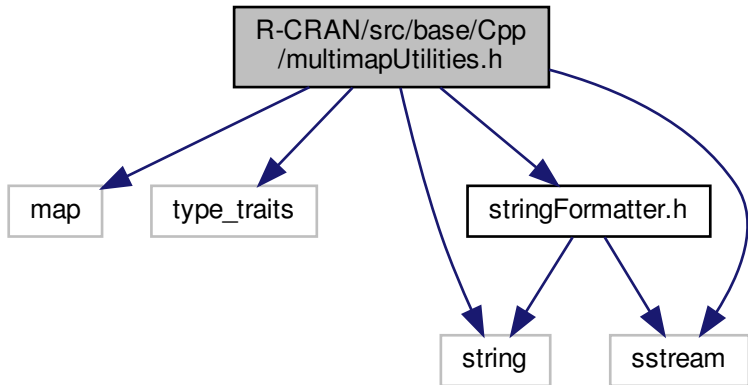 R-CRAN/src/base/Cpp
/multimapUtilities.h
map
type_traits
stringFormatter.h
string
sstream